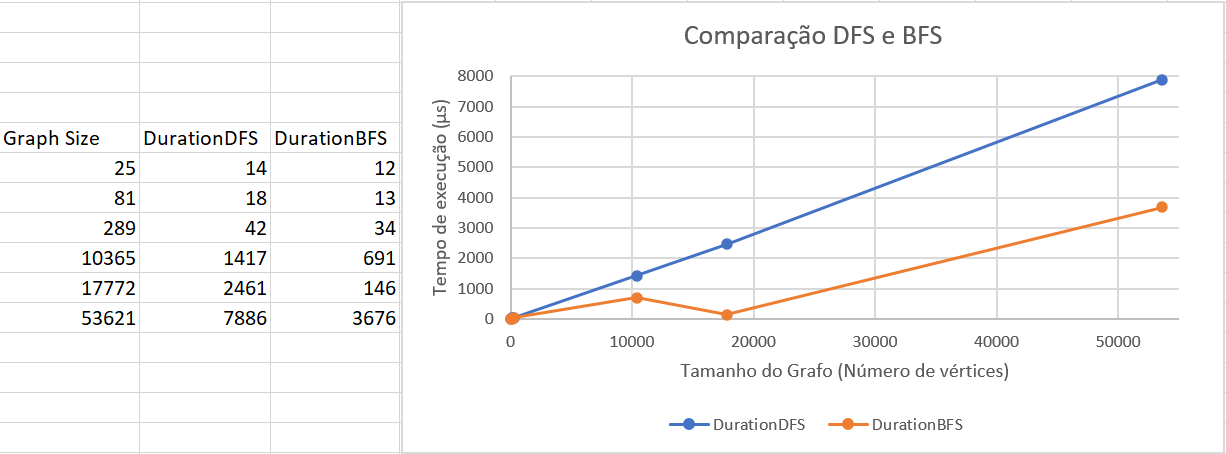 Graph Size DurationDFS DurationBFS
25 14 12
81 18 13
289 42 34
10365 1417 691
17772 2461 146
53621 7886 3676
Comparação DFS e BFS
Tempo de execução (µs)
8000
7000
6000
5000
4000
3000
2000
1000
0
0 10000 20000 30000 40000 50000
Tamanho do Grafo (Número de vértices)
DurationDFS DurationBFS